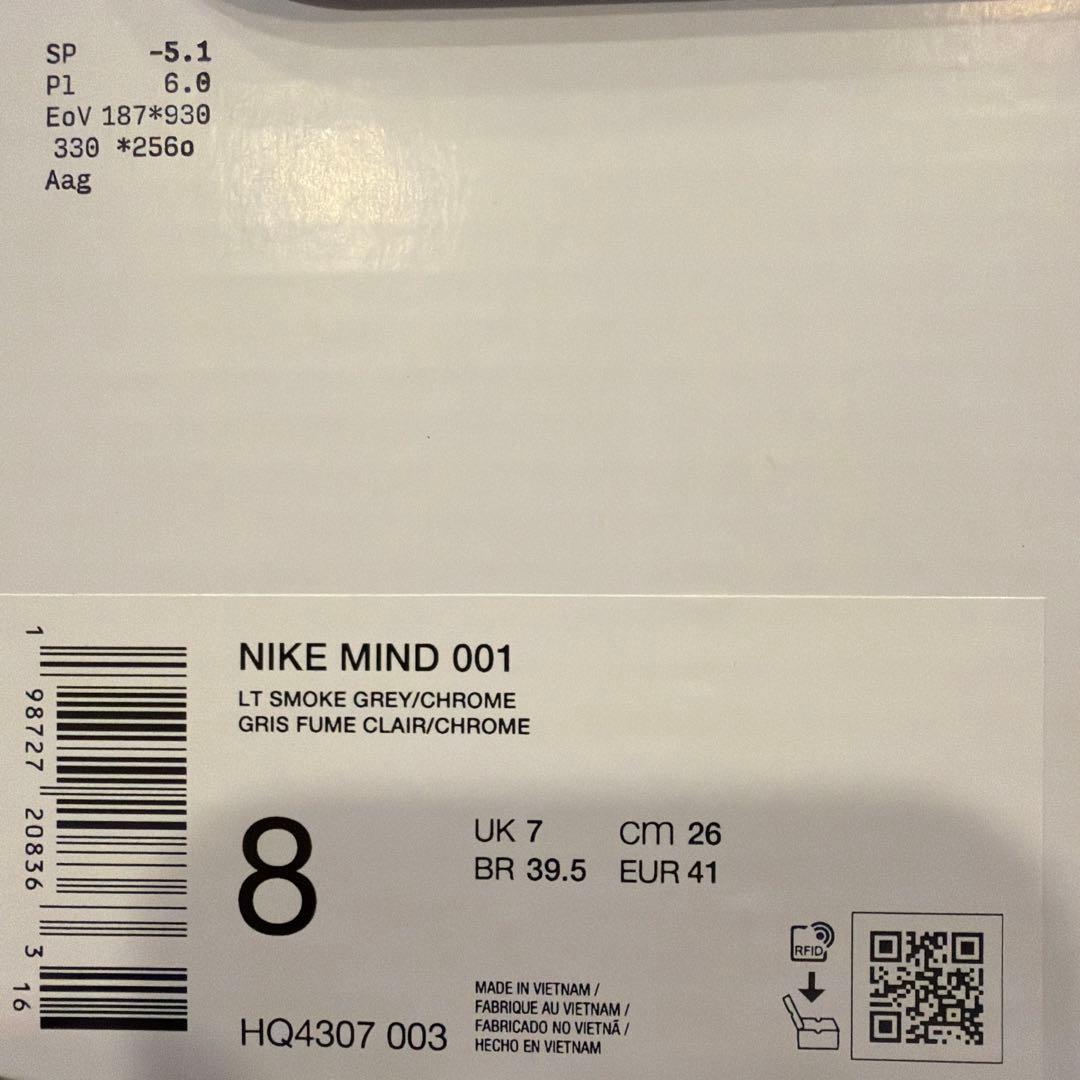 SP -5.1
Pl 6.0
EoV 187*930
330 *256o
Aag
NIKE MIND 001
LT SMOKE GREY/CHROME
GRIS FUME CLAIR/CHROME
8
UK 7 cm 26
BR 39.5 EUR 41
HQ4307 003
MADE IN VIETNAM /
FABRIQUE AU VIETNAM /
FABRICADO NO VIETNÃ /
HECHO EN VIETNAM
RFID
1 98727 20836 3 16